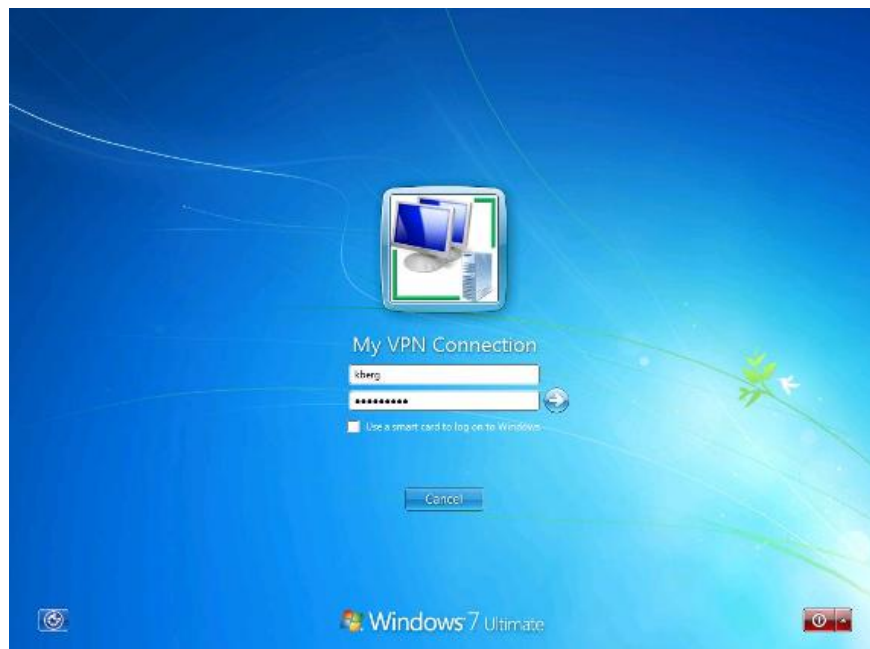 My VPN Connection
kberg
•••••••••
Use a smart card to log on to Windows
Cancel
Windows 7 Ultimate